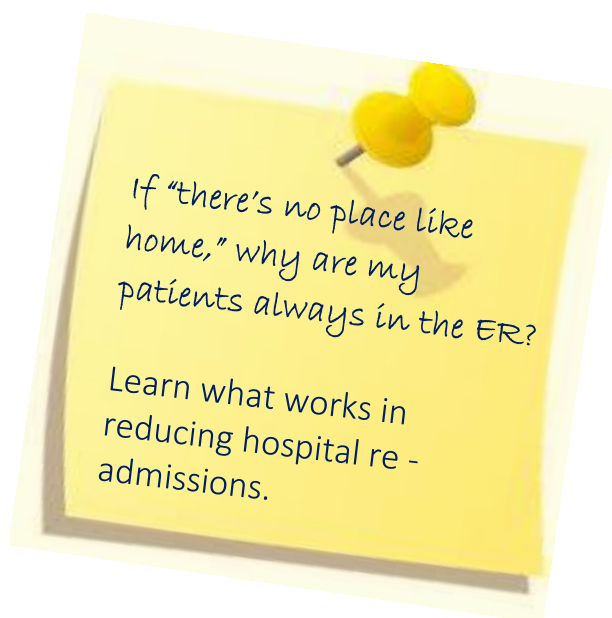 If “there’s no place like
home,” why are my
patients always in the ER?
Learn what works in
reducing hospital re -
admissions.